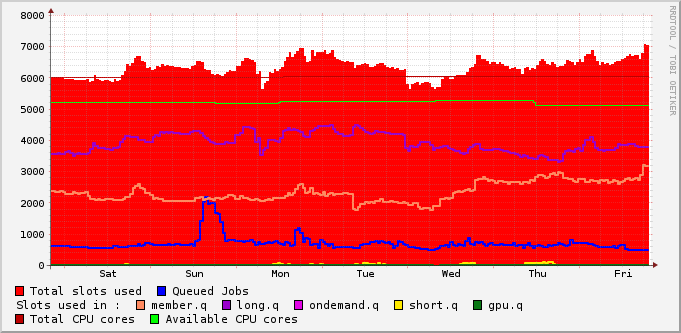 8000
7000
6000
5000
4000
3000
2000
1000
0
Sat Sun Mon Tue Wed Thu Fri
RRDTOOL / TOBI OETIKER
Total slots used Queued Jobs
Slots used in : member.q long.q ondemand.q short.q gpu.q
Total CPU cores Available CPU cores